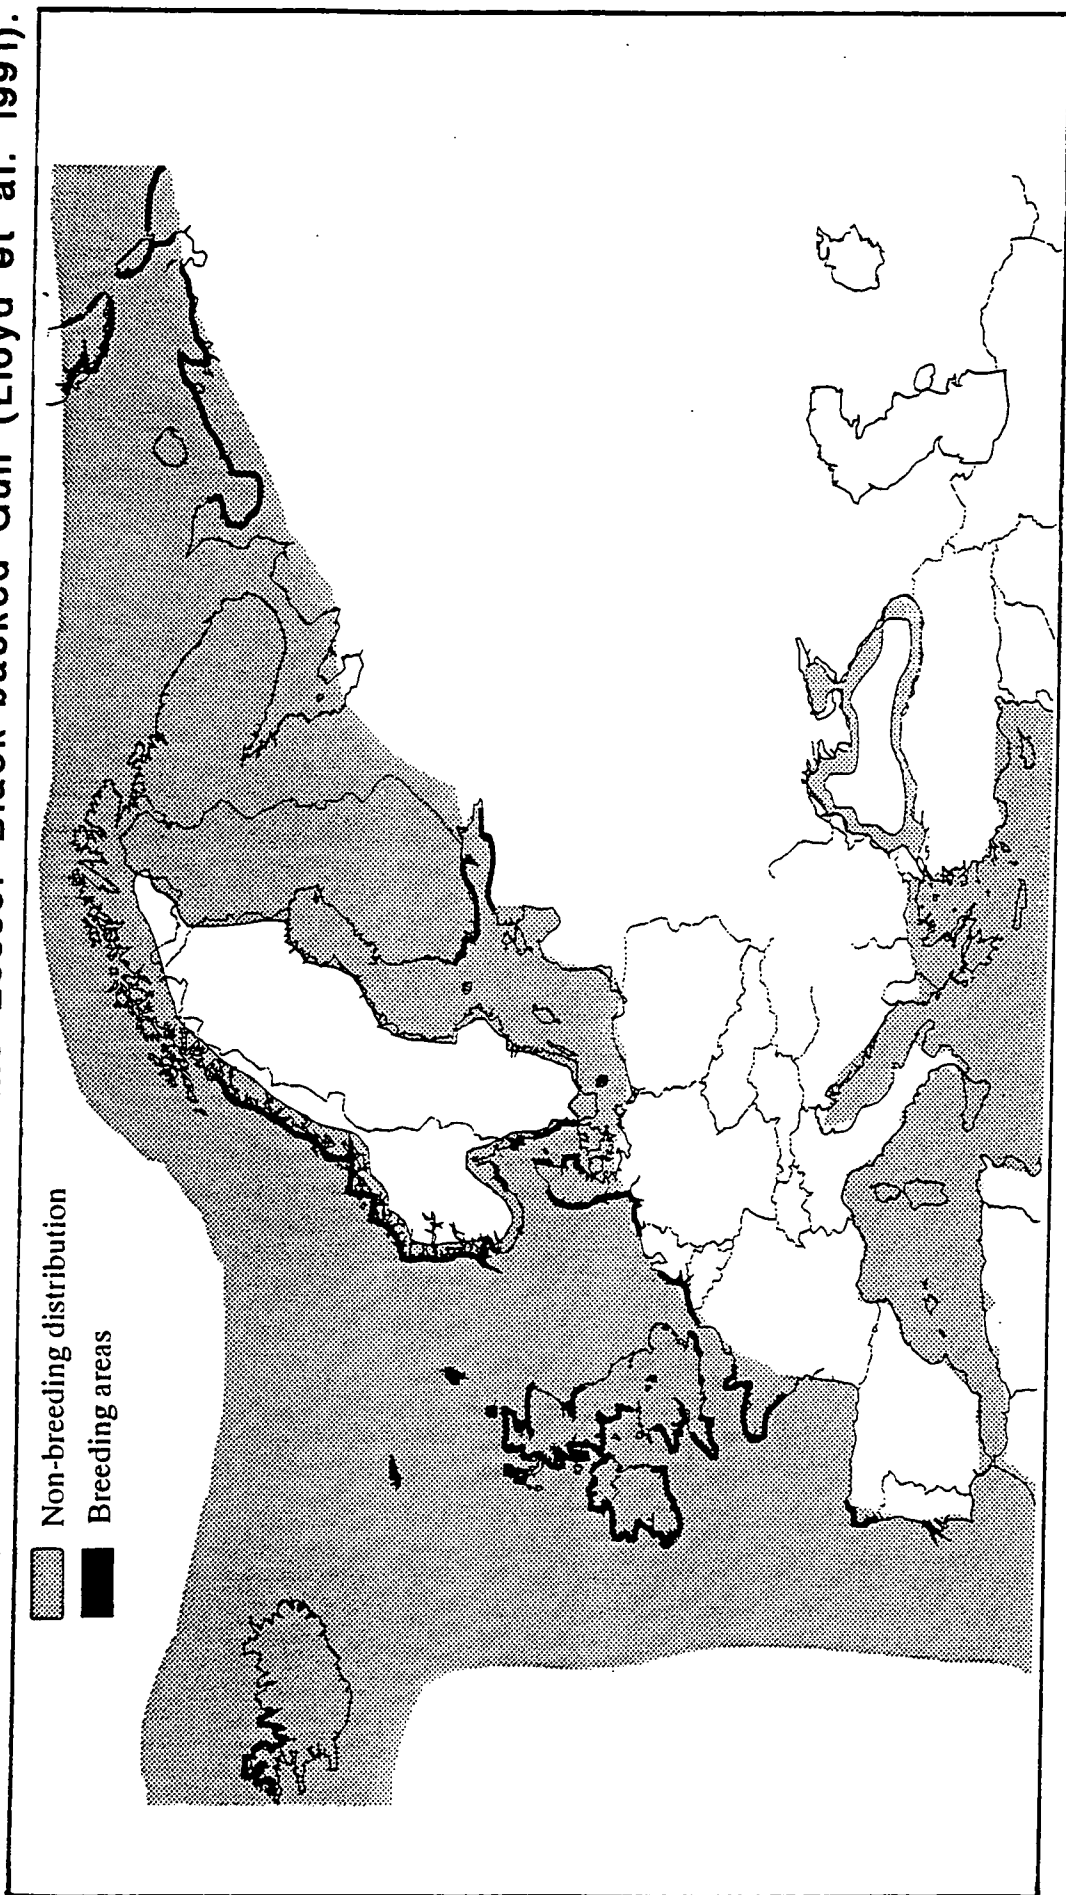 Lesser Black-backed Gull (Lloyd et al. 1991).
Non-breeding distribution
Breeding areas